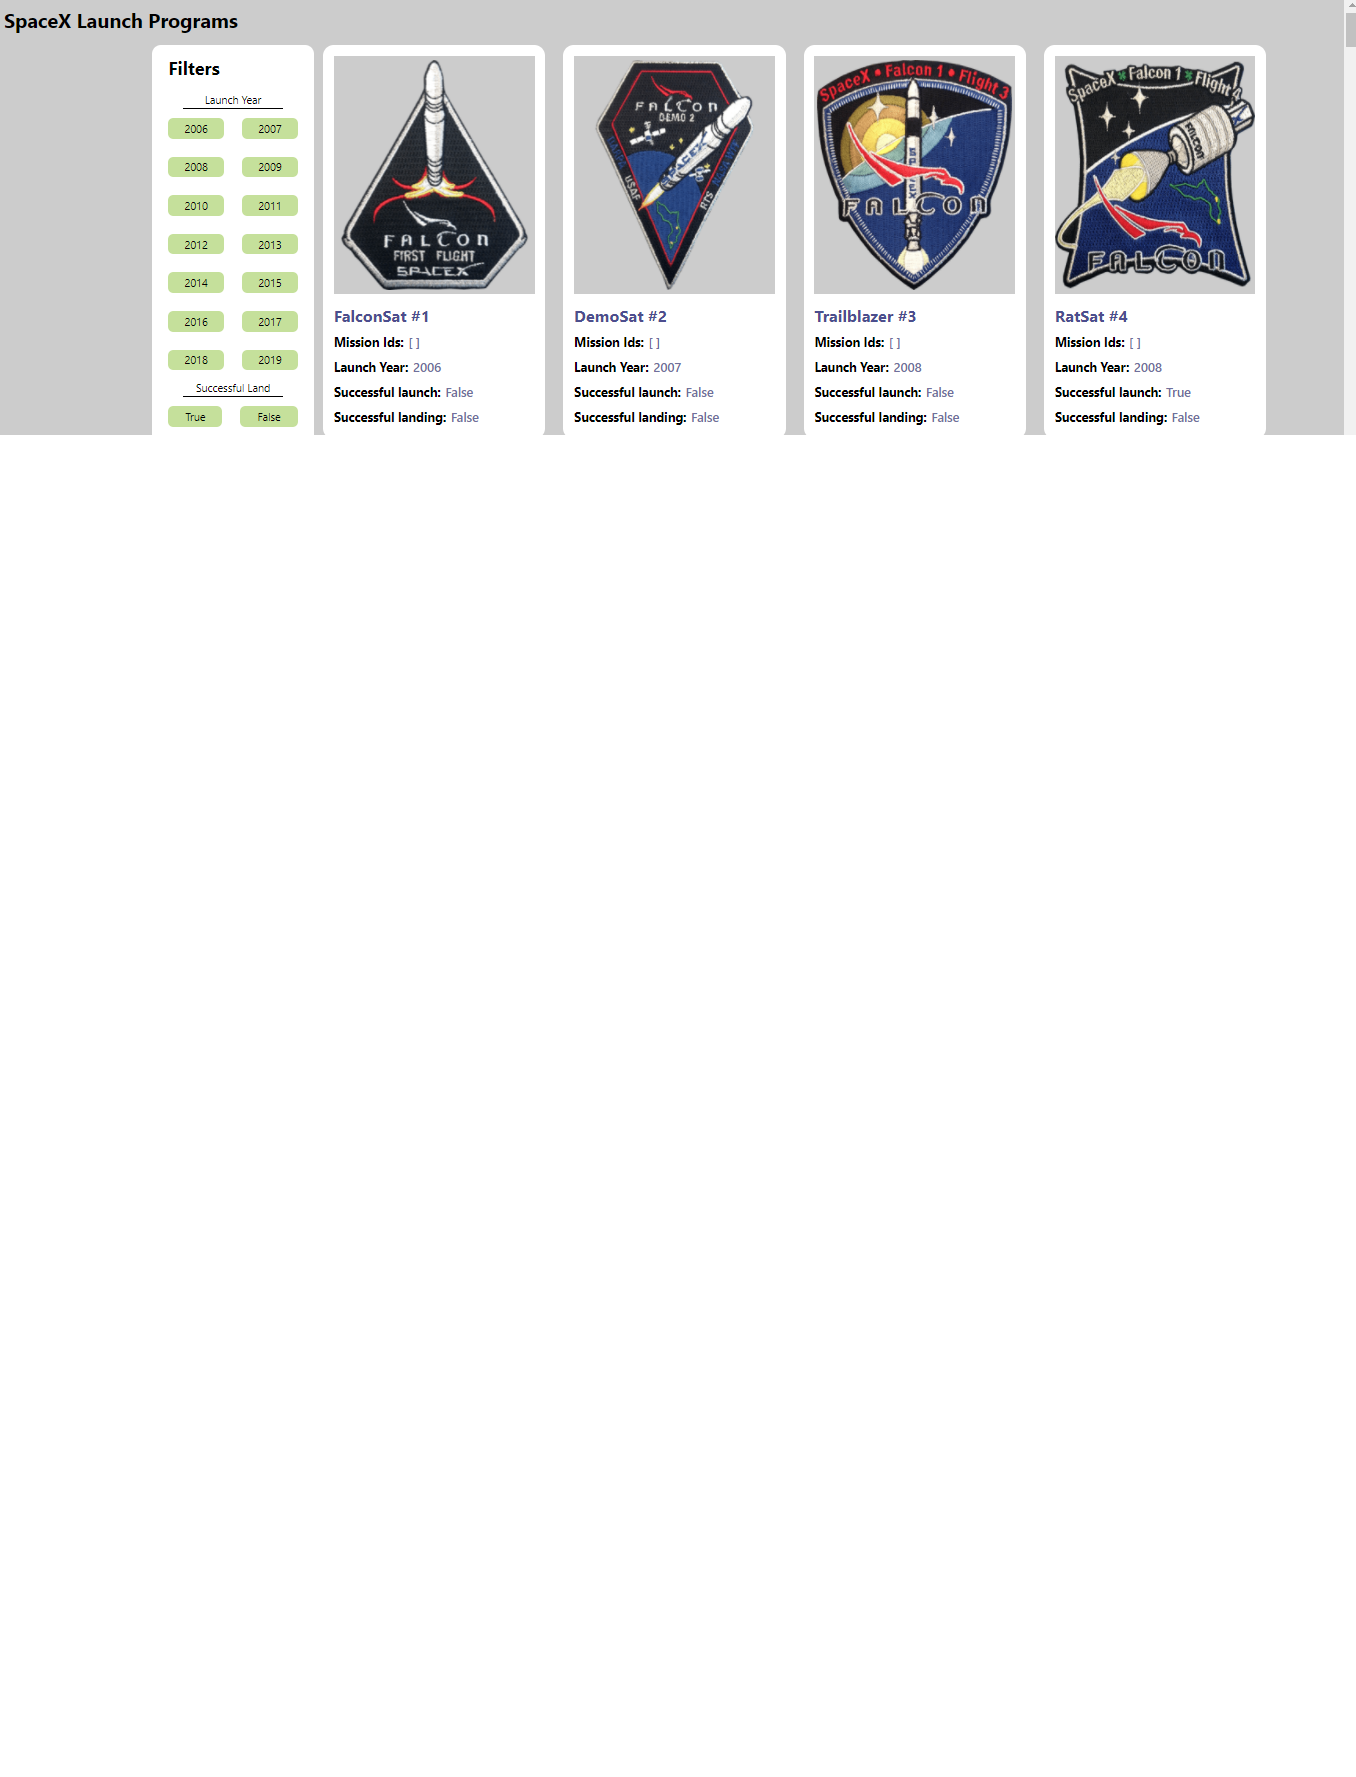 SpaceX Launch Programs
Filters
Launch Year
2006 2007
2008 2009
2010 2011
2012 2013
2014 2015
2016 2017
2018 2019
Successful Land
True False
FALCON
FIRST FLIGHT
SPACEX
FalconSat #1
Mission Ids: [ ]
Launch Year: 2006
Successful launch: False
Successful landing: False
FALCON
DEMO 2
SPACEX
USAF
RTS
DemoSat #2
Mission Ids: [ ]
Launch Year: 2007
Successful launch: False
Successful landing: False
SpaceX • Falcon 1 • Flight 3
SPACEX
FALCON
Trailblazer #3
Mission Ids: [ ]
Launch Year: 2008
Successful launch: False
Successful landing: False
SpaceX Falcon 1 Flight 4
FALCON
FALCON
RatSat #4
Mission Ids: [ ]
Launch Year: 2008
Successful launch: True
Successful landing: False